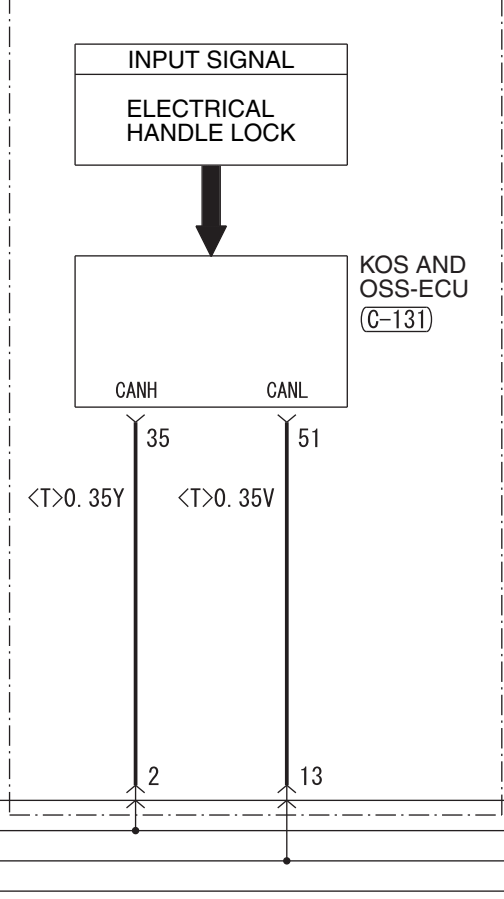 INPUT SIGNAL
ELECTRICAL
HANDLE LOCK
KOS AND
OSS-ECU
(C-131)
CANH
CANL
35
51
<T>0.35Y
<T>0.35V
2
13